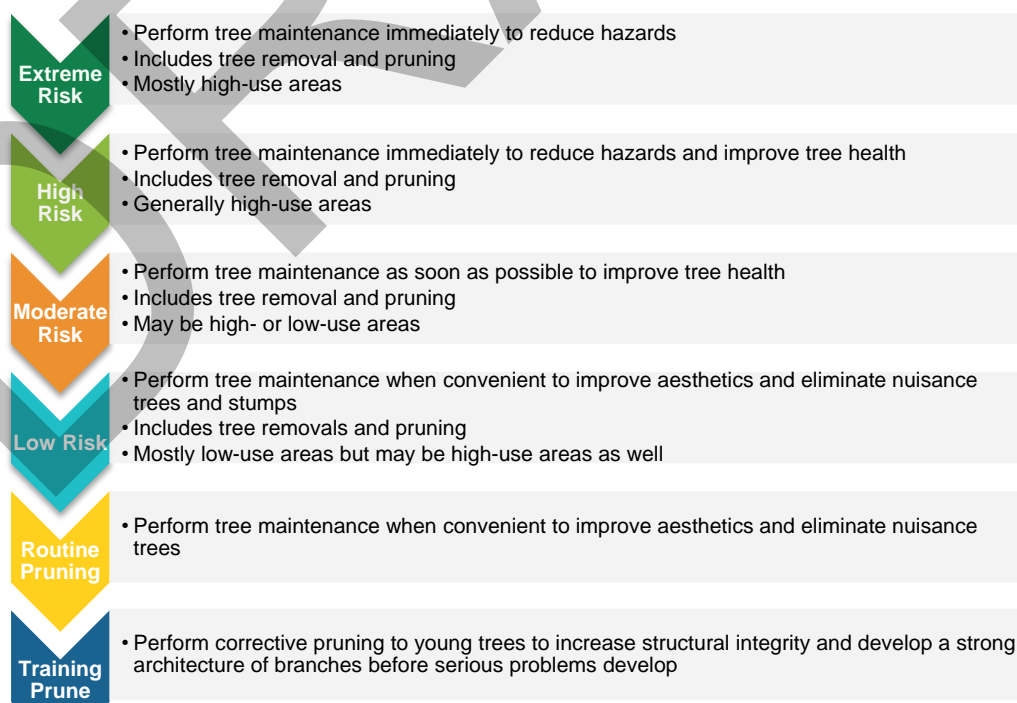 Extreme
Risk
• Perform tree maintenance immediately to reduce hazards
• Includes tree removal and pruning
• Mostly high-use areas
High
Risk
• Perform tree maintenance immediately to reduce hazards and improve tree health
• Includes tree removal and pruning
• Generally high-use areas
Moderate
Risk
• Perform tree maintenance as soon as possible to improve tree health
• Includes tree removal and pruning
• May be high- or low-use areas
Low Risk
• Perform tree maintenance when convenient to improve aesthetics and eliminate nuisance
trees and stumps
• Includes tree removals and pruning
• Mostly low-use areas but may be high-use areas as well
Routine
Pruning
• Perform tree maintenance when convenient to improve aesthetics and eliminate nuisance
trees
Training
Prune
• Perform corrective pruning to young trees to increase structural integrity and develop a strong
architecture of branches before serious problems develop